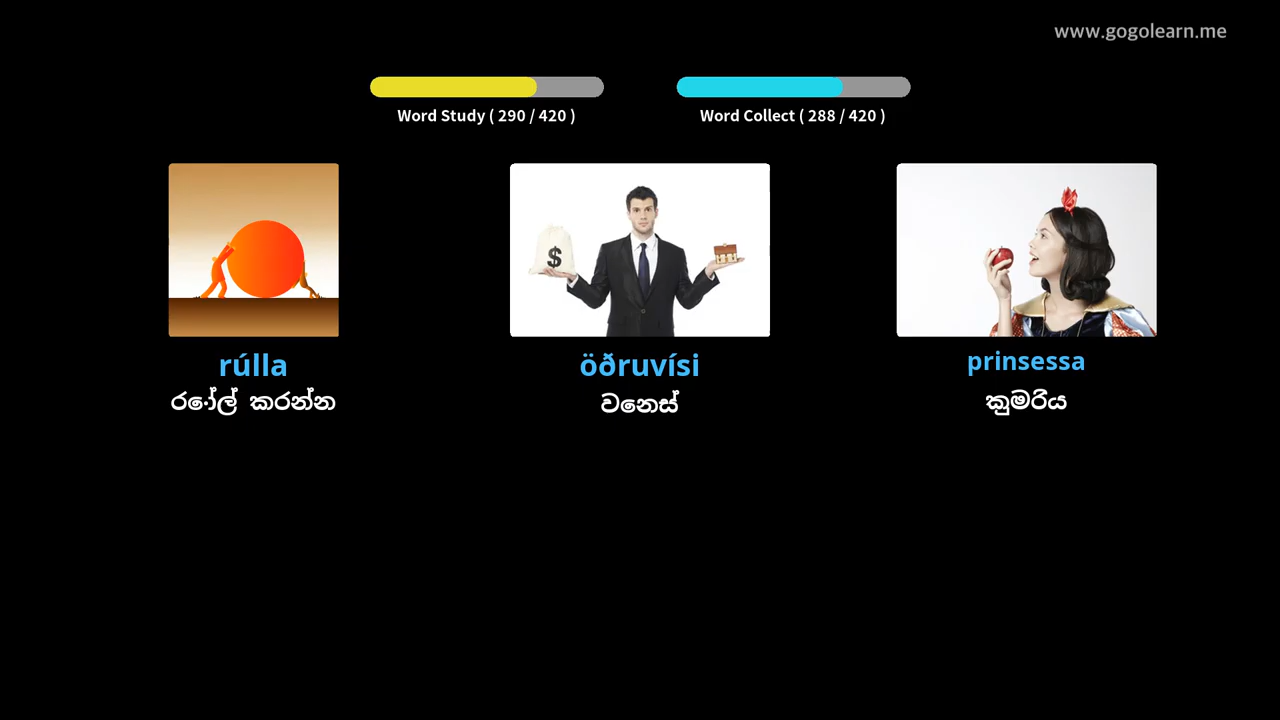 www.gogolearn.me
Word Study ( 290 / 420 )
Word Collect ( 288 / 420 )
rúlla
öðruvísi
prinsessa
රෝල් කරන්න
වෙනස්
කුමරිය
$